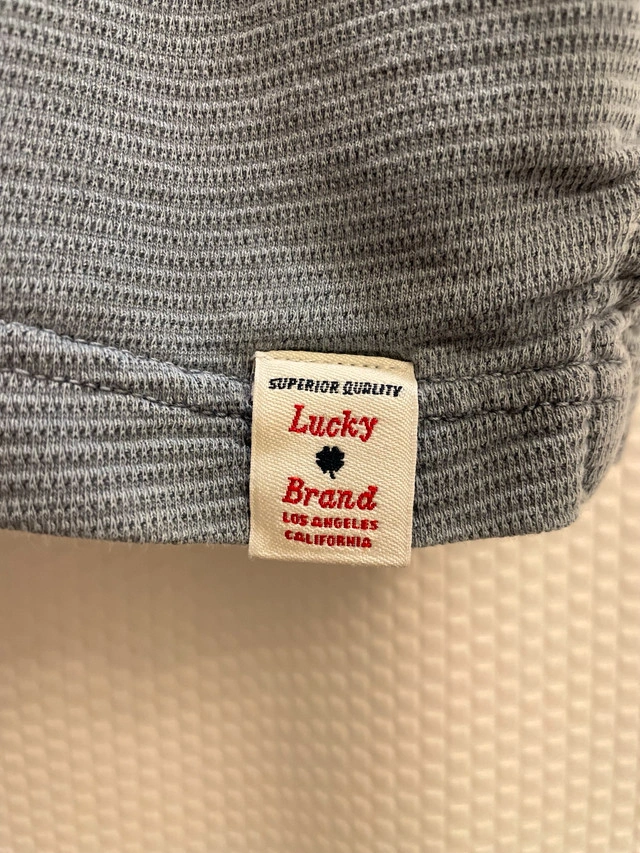 SUPERIOR QUALITY
Lucky
Brand
LOS ANGELES
CALIFORNIA